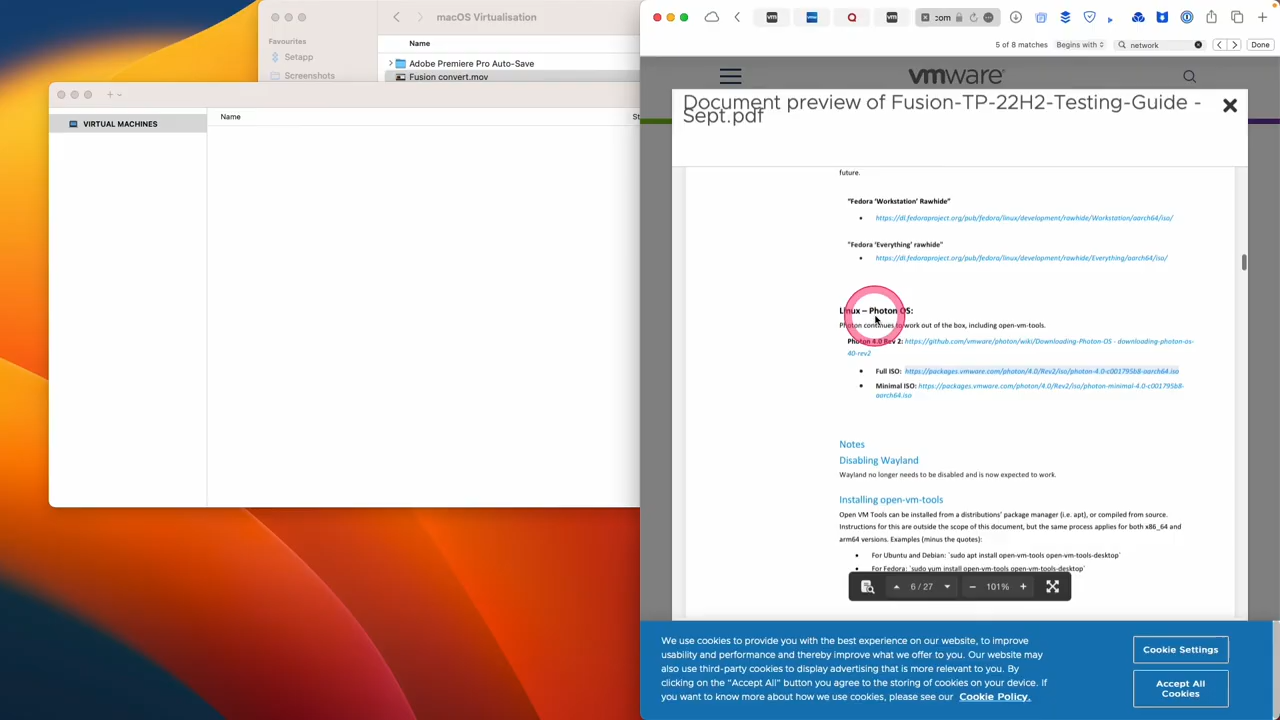 macOS Virtualisation
Favourites
Setapp
Screenshots
Name
Adobe Premiere Pro Auto-Save
Fusion convert.mov
VIRTUAL MACHINES
Name
St
com
5 of 8 matches
Begins with
network
Done
vmware
Document preview of Fusion-TP-22H2-Testing-Guide -
Sept.pdf
future.
"Fedora 'Workstation' Rawhide"
https://dl.fedoraproject.org/pub/fedora/linux/development/rawhide/Workstation/aarch64/iso/
"Fedora 'Everything' rawhide"
https://dl.fedoraproject.org/pub/fedora/linux/development/rawhide/Everything/aarch64/iso/
Linux – Photon OS:
Photon continues to work out of the box, including open-vm-tools.
Photon 4.0 Rev 2: https://github.com/vmware/photon/wiki/Downloading-Photon-OS - downloading-photon-os-
40-rev2
Full ISO: https://packages.vmware.com/photon/4.0/Rev2/iso/photon-4.0-c001795b8-aarch64.iso
Minimal ISO: https://packages.vmware.com/photon/4.0/Rev2/iso/photon-minimal-4.0-c001795b8-
aarch64.iso
Notes
Disabling Wayland
Wayland no longer needs to be disabled and is now expected to work.
Installing open-vm-tools
Open VM Tools can be installed from a distributions' package manager (i.e. apt), or compiled from source.
Instructions for this are outside the scope of this document, but the same process applies for both x86_64 and
arm64 versions. Examples (minus the quotes):
For Ubuntu and Debian: `sudo apt install open-vm-tools open-vm-tools-desktop`
For Fedora: `sudo yum install open-vm-tools open-vm-tools-desktop`
6 / 27
101%
We use cookies to provide you with the best experience on our website, to improve
usability and performance and thereby improve what we offer to you. Our website may
also use third-party cookies to display advertising that is more relevant to you. By
clicking on the “Accept All” button you agree to the storing of cookies on your device. If
you want to know more about how we use cookies, please see our Cookie Policy.
Cookie Settings
Accept All
Cookies